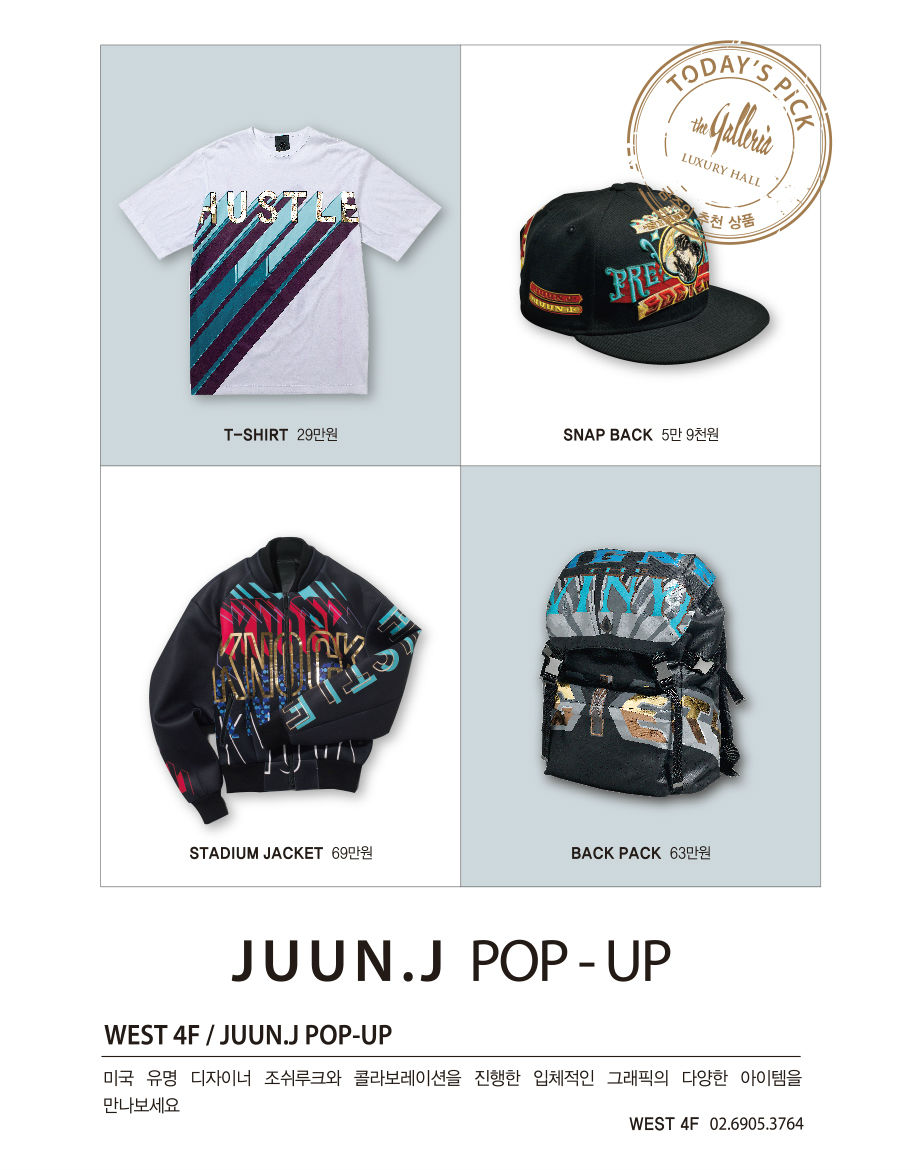 TODAY'S PICK
the Galleria
LUXURY HALL
추천 상품
HUSTLE
T-SHIRT 29만원
SNAP BACK 5만 9천원
KNOCK
HUSTLE
STADIUM JACKET 69만원
VINYL
BACK PACK 63만원
JUUN.J POP-UP
WEST 4F / JUUN.J POP-UP
미국 유명 디자이너 조쉬루크와 콜라보레이션을 진행한 입체적인 그래픽의 다양한 아이템을
만나보세요
WEST 4F 02.6905.3764